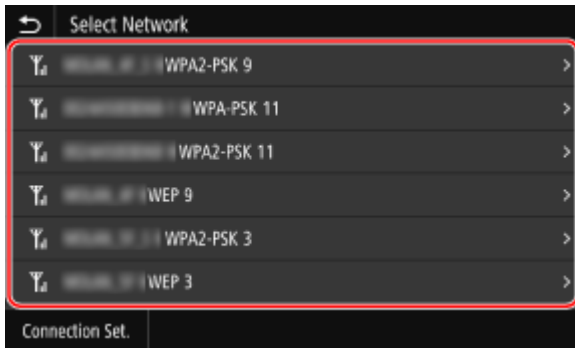 Select Network
WPA2-PSK 9
WPA-PSK 11
WPA2-PSK 11
WEP 9
WPA2-PSK 3
WEP 3
Connection Set.